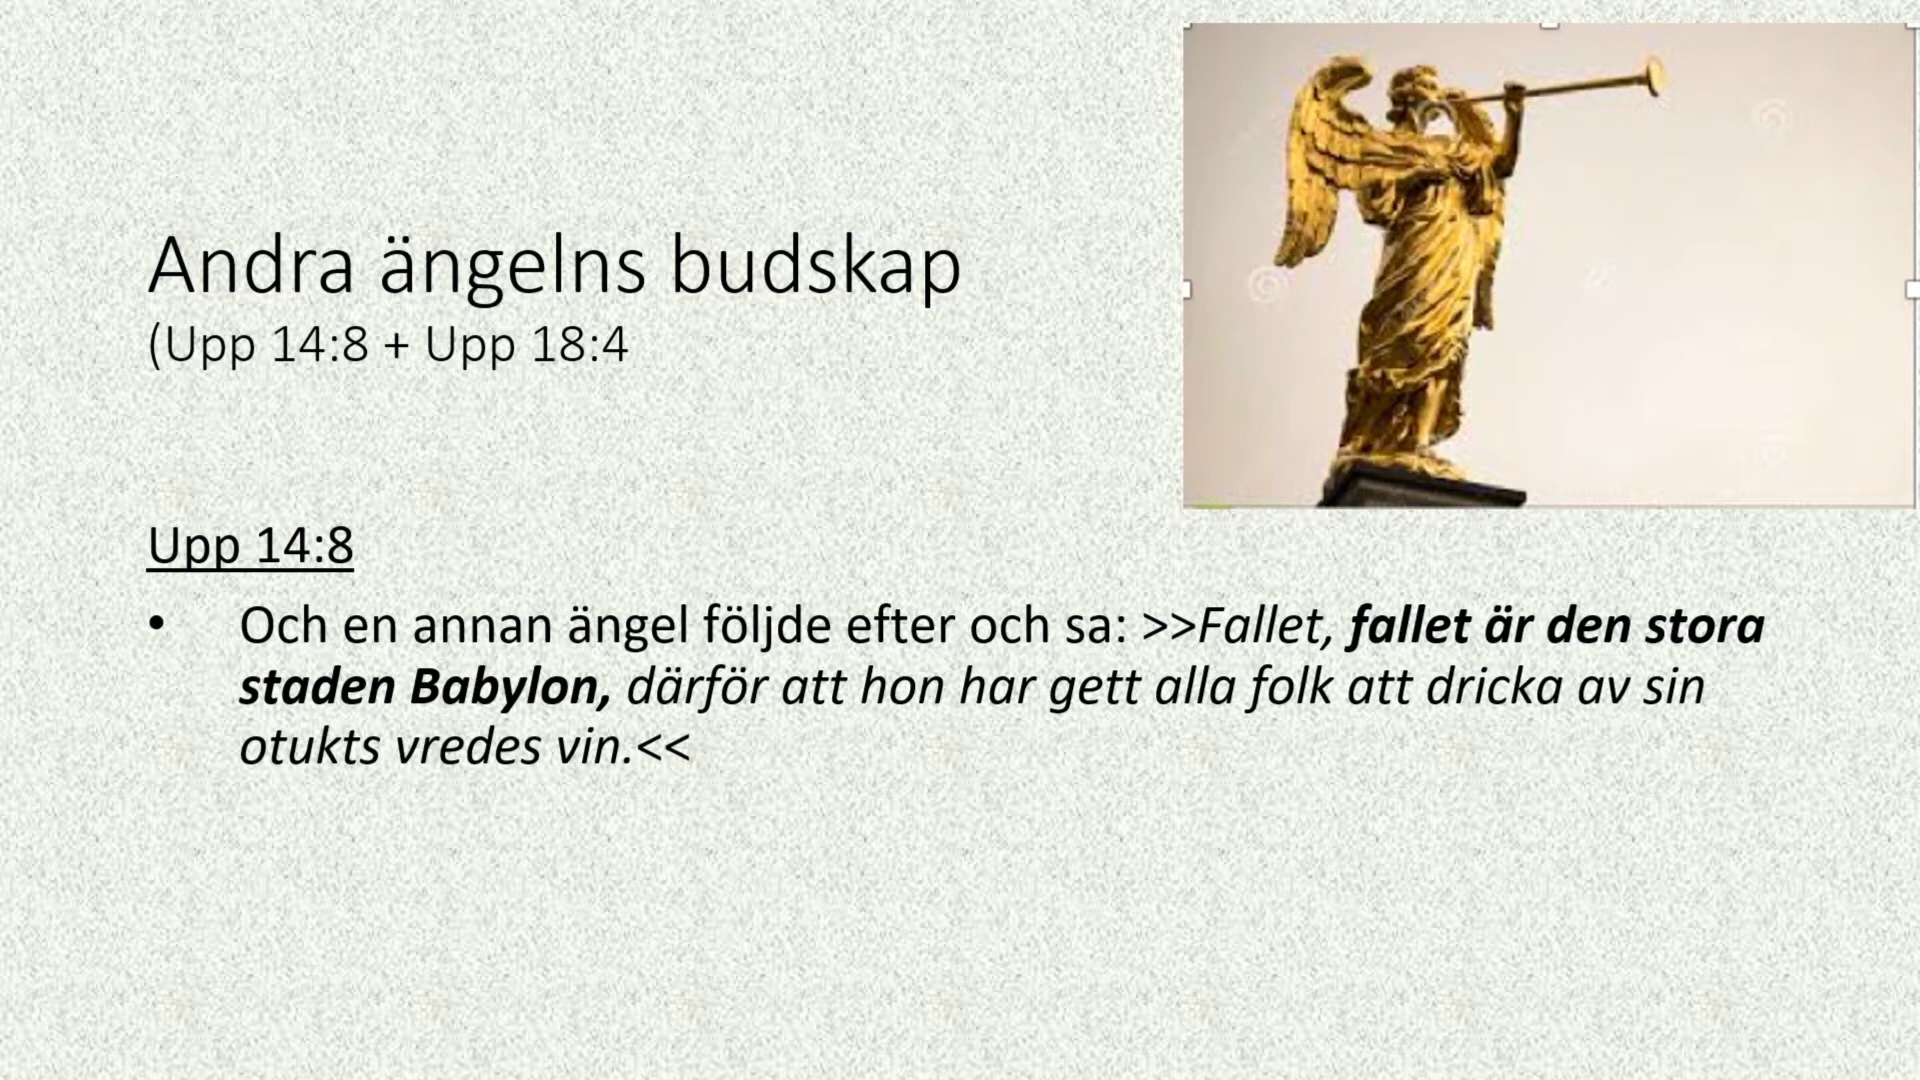 Andra ängelns budskap
(Upp 14:8 + Upp 18:4
Upp 14:8
• Och en annan ängel följde efter och sa: >>Fallet, fallet är den stora
staden Babylon, därför att hon har gett alla folk att dricka av sin
otukts vredes vin.<<